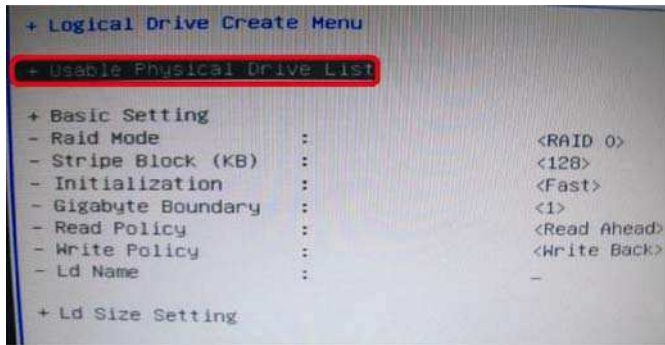 + Logical Drive Create Menu
+ Usable Physical Drive List
+ Basic Setting
- Raid Mode : <RAID 0>
- Stripe Block (KB) : <128>
- Initialization : <Fast>
- Gigabyte Boundary : <1>
- Read Policy : <Read Ahead>
- Write Policy : <Write Back>
- Ld Name : _
+ Ld Size Setting